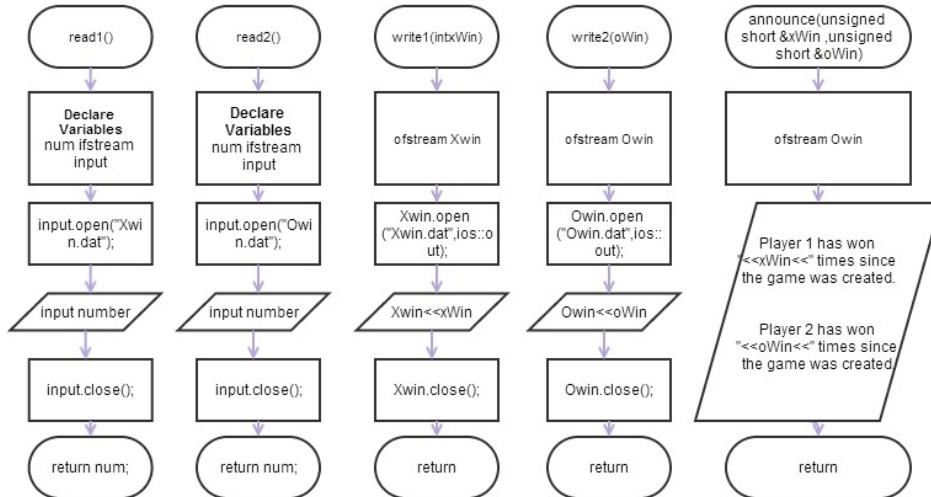 read1()
Declare
Variables
num ifstream
input
input.open("Xwi
n.dat");
input number
input.close();
return num;
read2()
Declare
Variables
num ifstream
input
input.open("Owi
n.dat");
input number
input.close();
return num;
write1(intxWin)
ofstream Xwin
Xwin.open
("Xwin.dat",ios::o
ut);
Xwin<<xWin
Xwin.close();
return
write2(oWin)
ofstream Owin
Owin.open
("Owin.dat",ios::
out);
Owin<<oWin
Owin.close();
return
announce(unsigned
short &xWin ,unsigned
short &oWin)
ofstream Owin
Player 1 has won
"<<xWin<<" times since
the game was created.
Player 2 has won
"<<oWin<<" times since
the game was created.
return